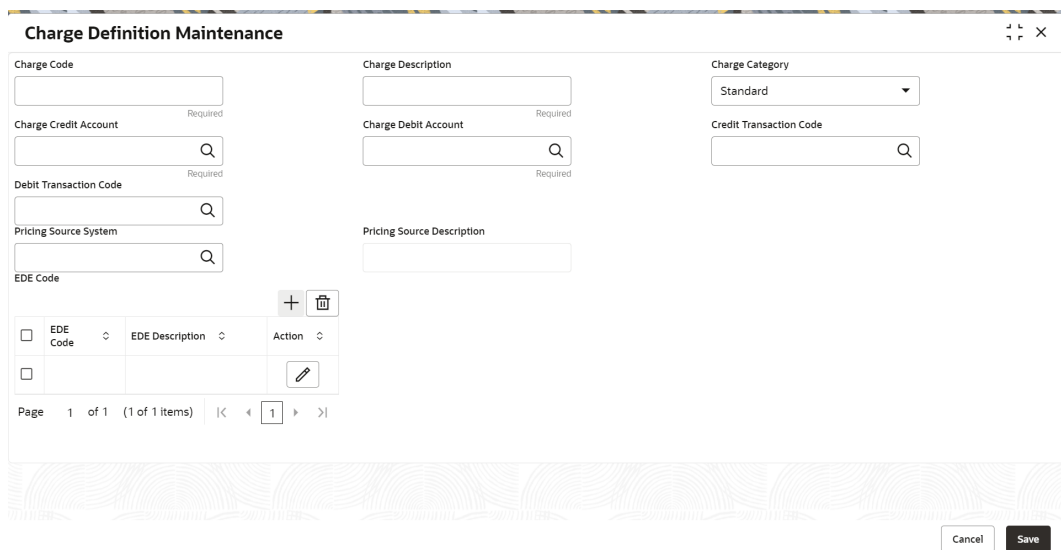 Charge Definition Maintenance
Charge Code Charge Description Charge Category
Standard
Required Required
Charge Credit Account Charge Debit Account Credit Transaction Code
Required Required
Debit Transaction Code
Pricing Source System Pricing Source Description
EDE Code
EDE Code EDE Description Action
Page 1 of 1 (1 of 1 items) 1
Cancel Save